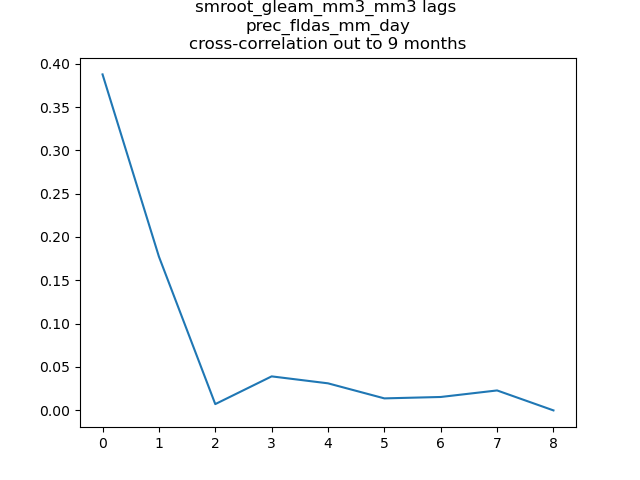 smroot_gleam_mm3_mm3 lags
prec_fldas_mm_day
cross-correlation out to 9 months
0.40
0.35
0.30
0.25
0.20
0.15
0.10
0.05
0.00
0 1 2 3 4 5 6 7 8